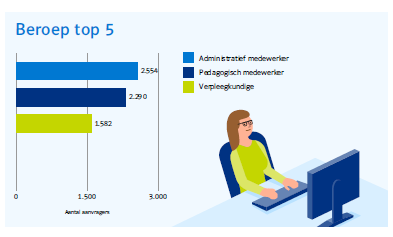 Beroep top 5
2.554
2.290
1.582
0 1.500 3.000
Aantal aanvragers
Administratief medewerker
Pedagogisch medewerker
Verpleegkundige